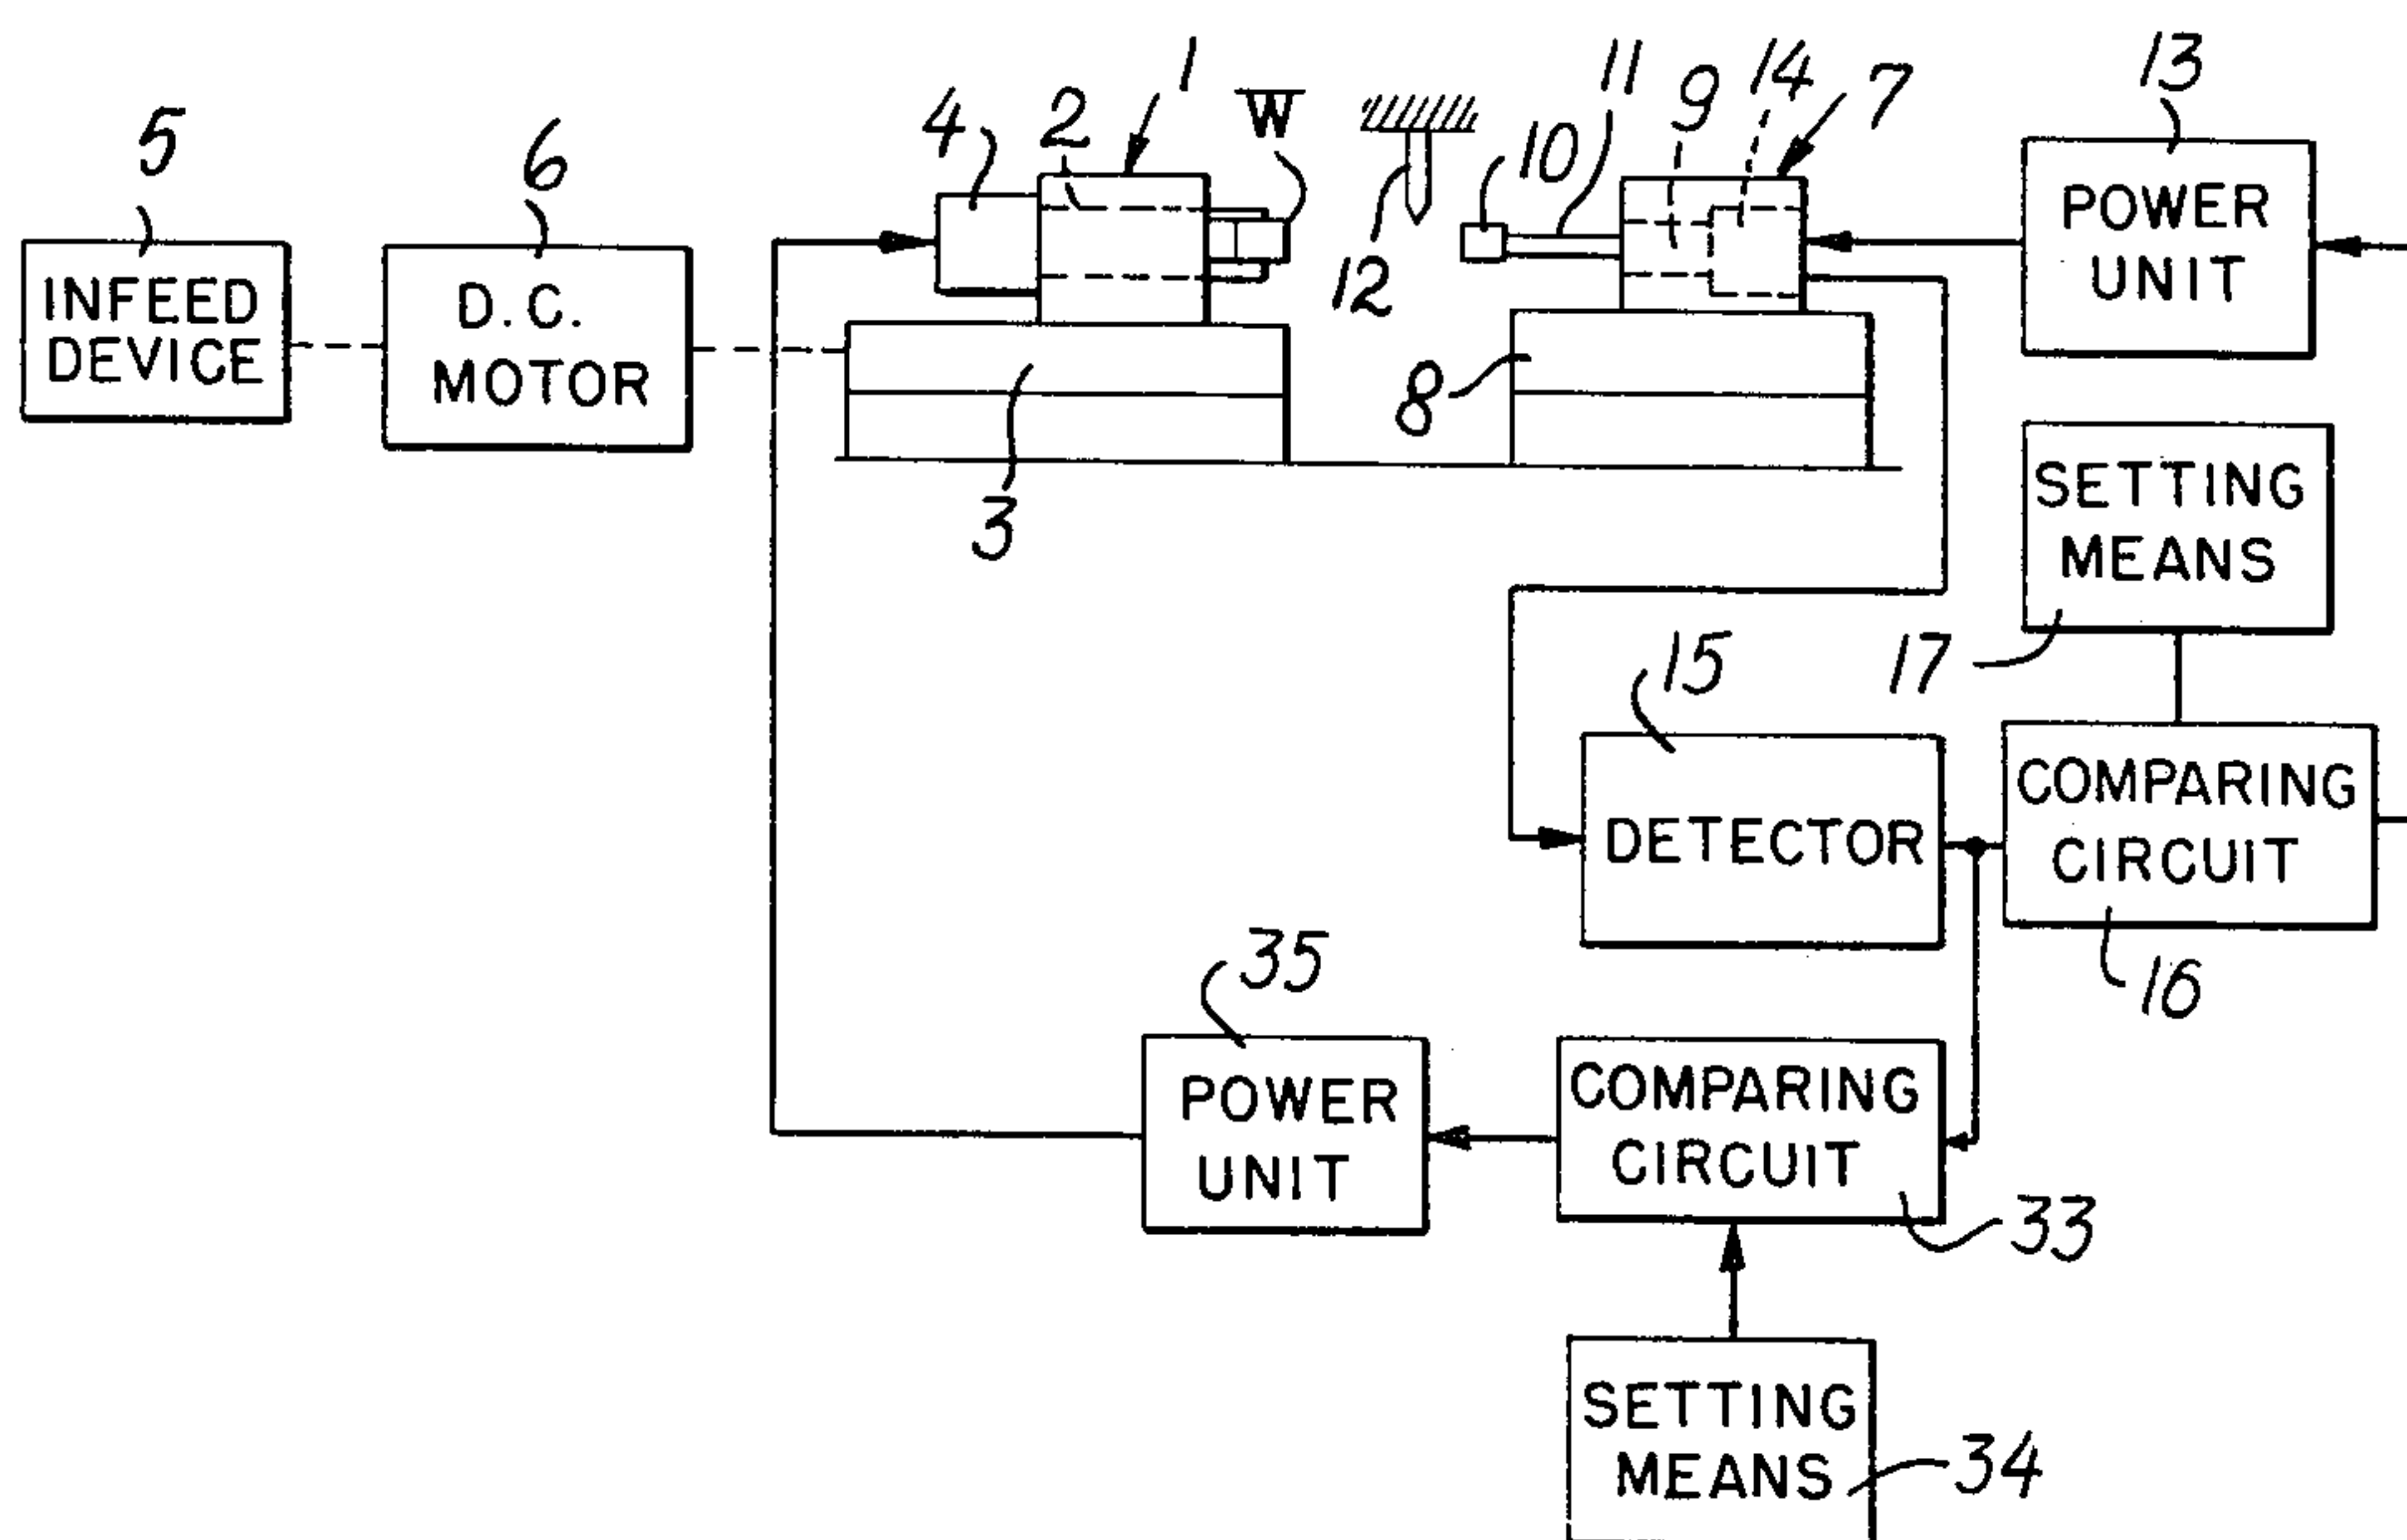 5
6
4
2
1
W
12
10
11
9
14
7
13
INFEED
DEVICE
D.C.
MOTOR
POWER
UNIT
3
8
SETTING
MEANS
17
15
DETECTOR
COMPARING
CIRCUIT
16
35
POWER
UNIT
COMPARING
CIRCUIT
33
SETTING
MEANS
34